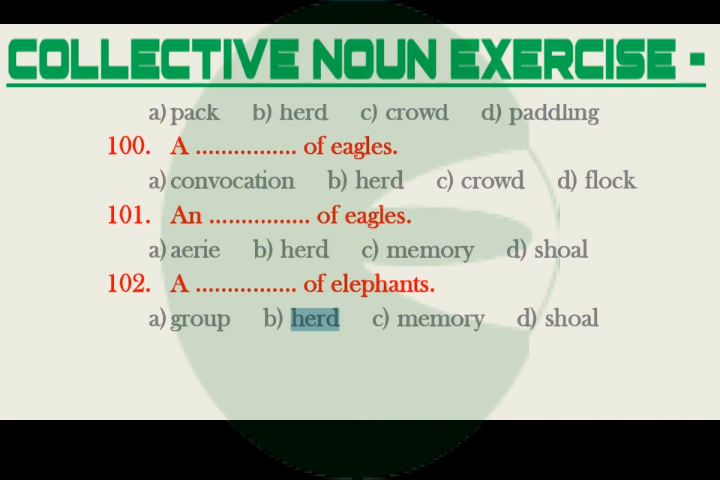 COLLECTIVE NOUN EXERCISE -
a) pack b) herd c) crowd d) paddling
100. A ................ of eagles.
a) convocation b) herd c) crowd d) flock
101. An ................ of eagles.
a) aerie b) herd c) memory d) shoal
102. A ................ of elephants.
a) group b) herd c) memory d) shoal